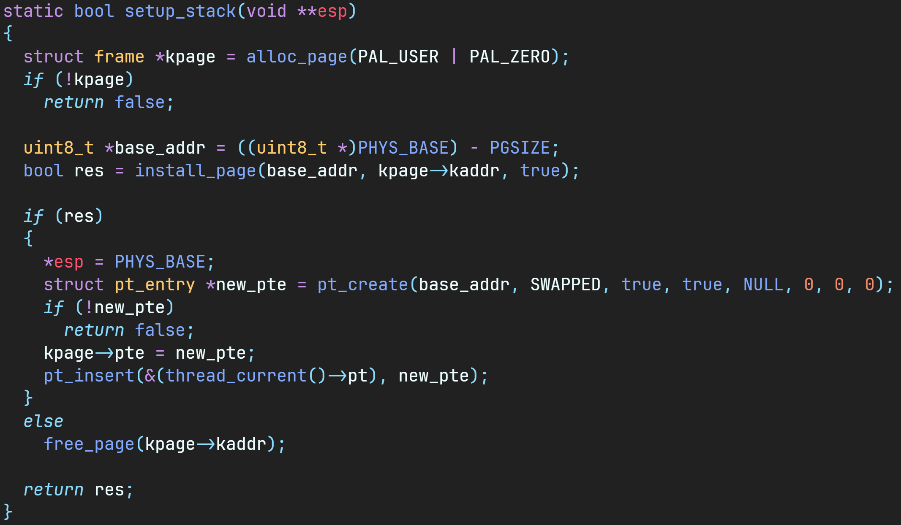 static bool setup_stack(void **esp)
{
  struct frame *kpage = alloc_page(PAL_USER | PAL_ZERO);
  if (!kpage)
    return false;

  uint8_t *base_addr = ((uint8_t *)PHYS_BASE) - PGSIZE;
  bool res = install_page(base_addr, kpage->kaddr, true);

  if (res)
  {
    *esp = PHYS_BASE;
    struct pt_entry *new_pte = pt_create(base_addr, SWAPPED, true, true, NULL, 0, 0, 0);
    if (!new_pte)
      return false;
    kpage->pte = new_pte;
    pt_insert(&(thread_current()->pt), new_pte);
  }
  else
    free_page(kpage->kaddr);

  return res;
}